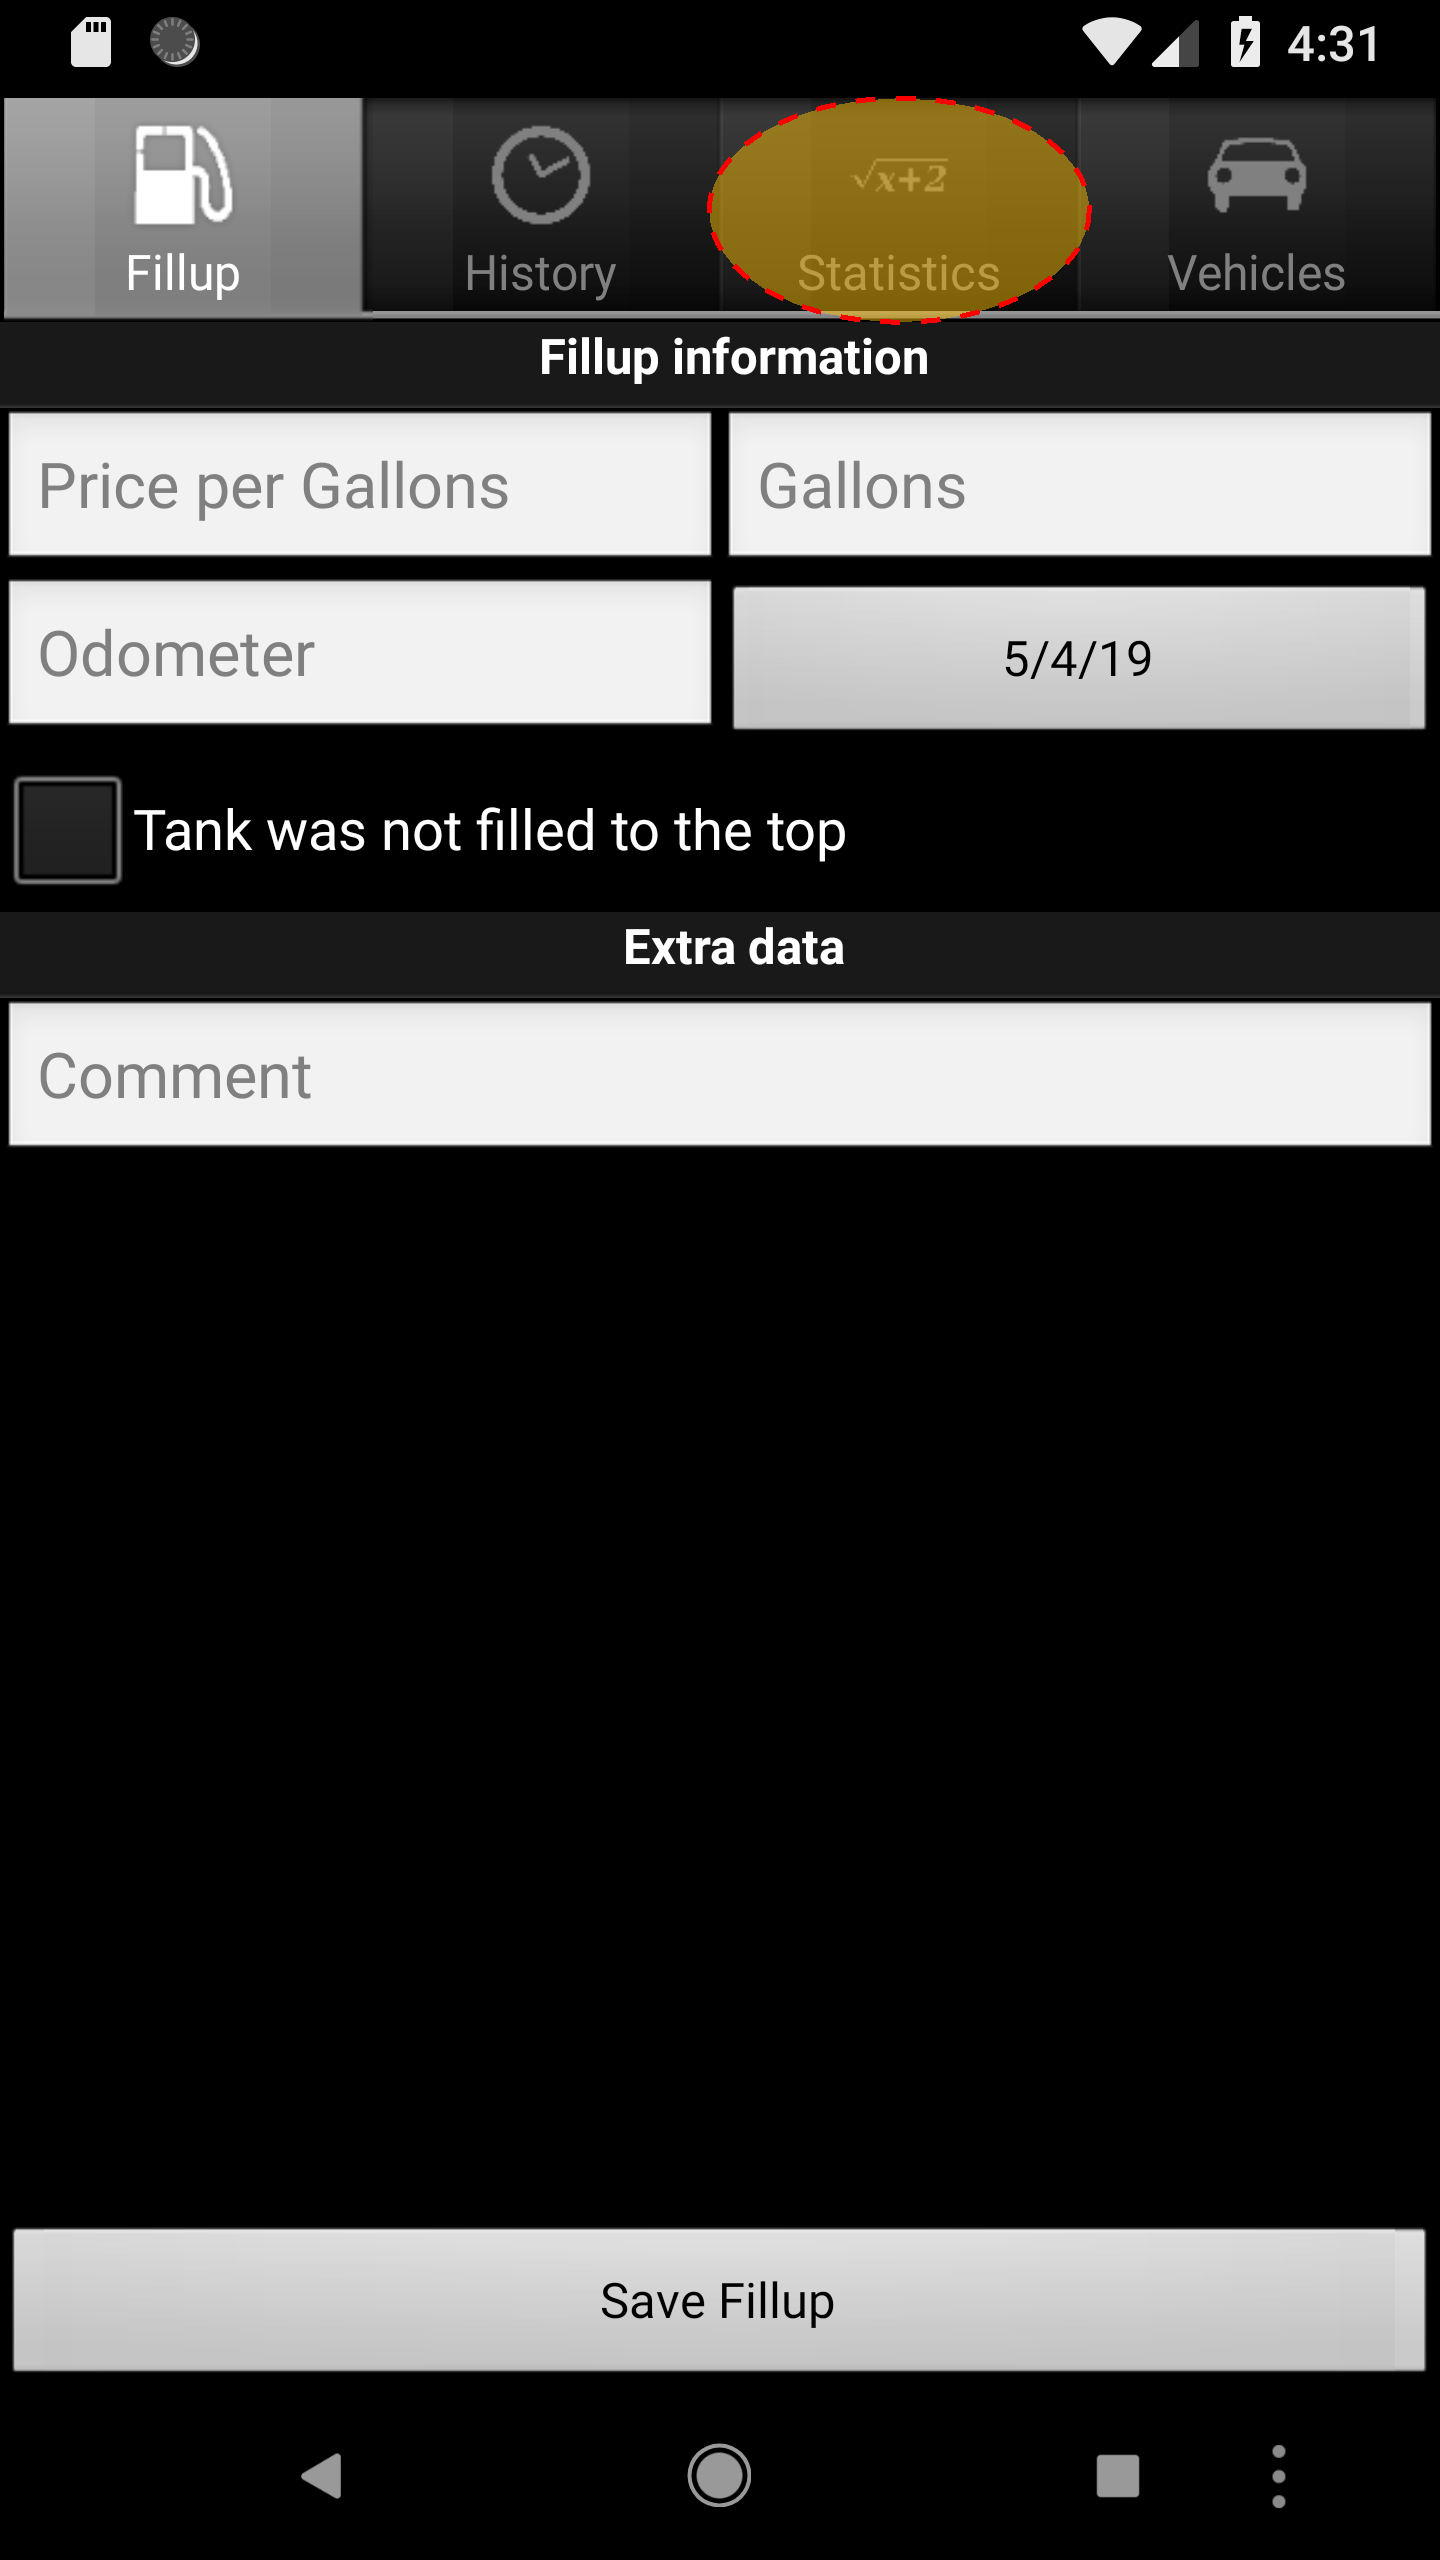 4:31
√x+2
Fillup
History
Statistics
Vehicles
Fillup information
Price per Gallons
Gallons
Odometer
5/4/19
Tank was not filled to the top
Extra data
Comment
Save Fillup